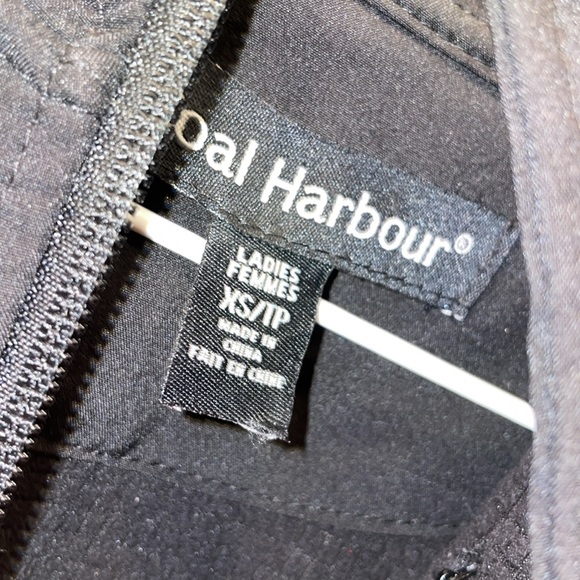 oal Harbour®
LADIES
FEMMES
XS/TP
MADE IN
CHINA
FAIT EN CHINE